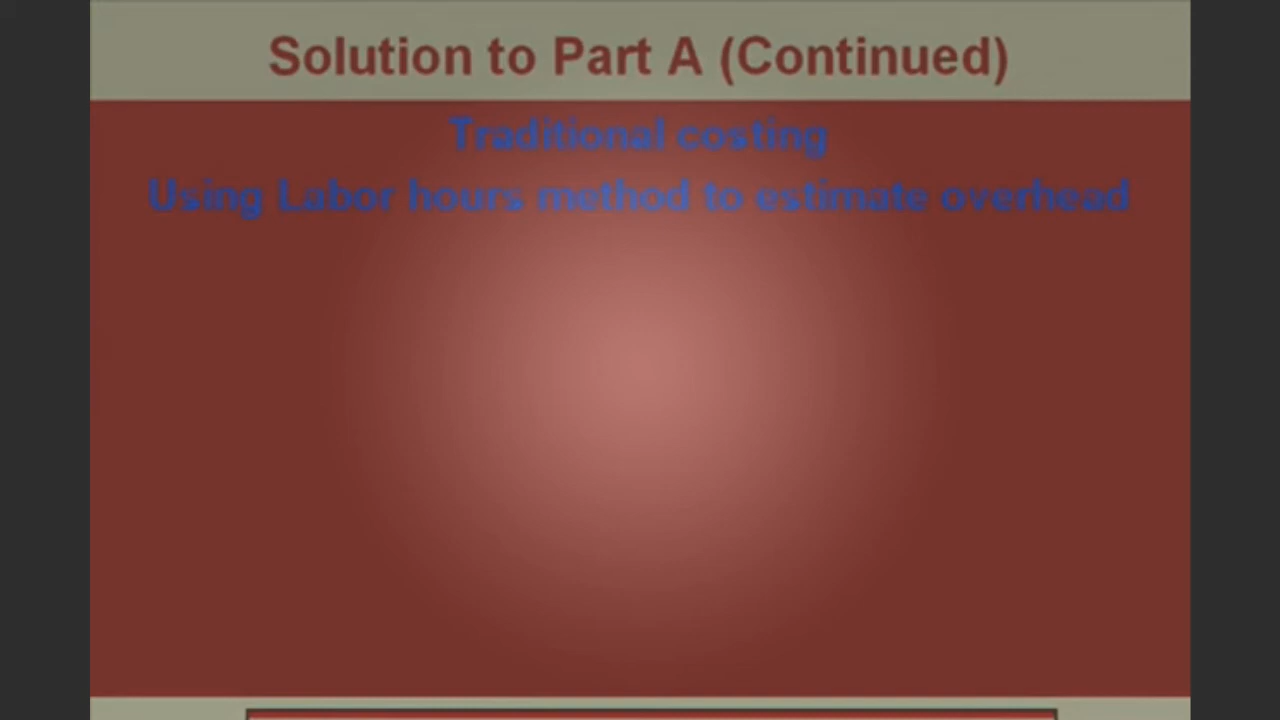 Solution to Part A (Continued)
Traditional costing
Using Labor hours method to estimate overhead